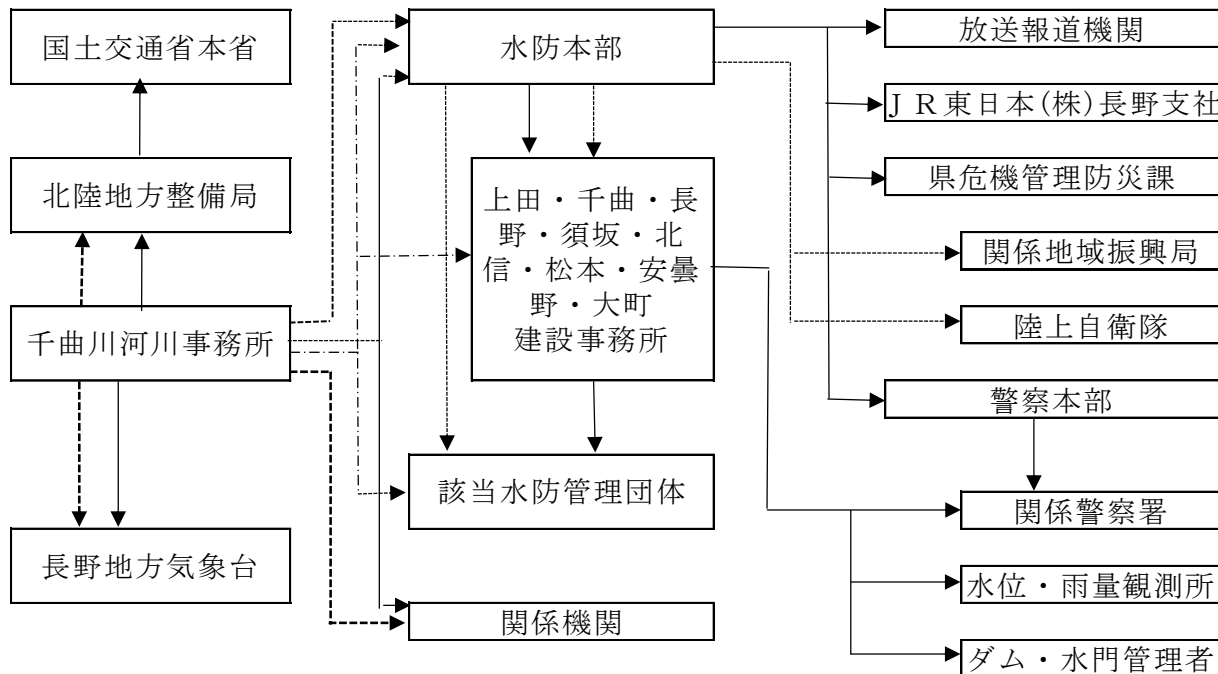 国土交通省本省
北陸地方整備局
千曲川河川事務所
長野地方気象台
水防本部
上田・千曲・長
野・須坂・北
信・松本・安曇
野・大町
建設事務所
該当水防管理団体
関係機関
放送報道機関
ＪＲ東日本(株)長野支社
県危機管理防災課
関係地域振興局
陸上自衛隊
警察本部
関係警察署
水位・雨量観測所
ダム・水門管理者